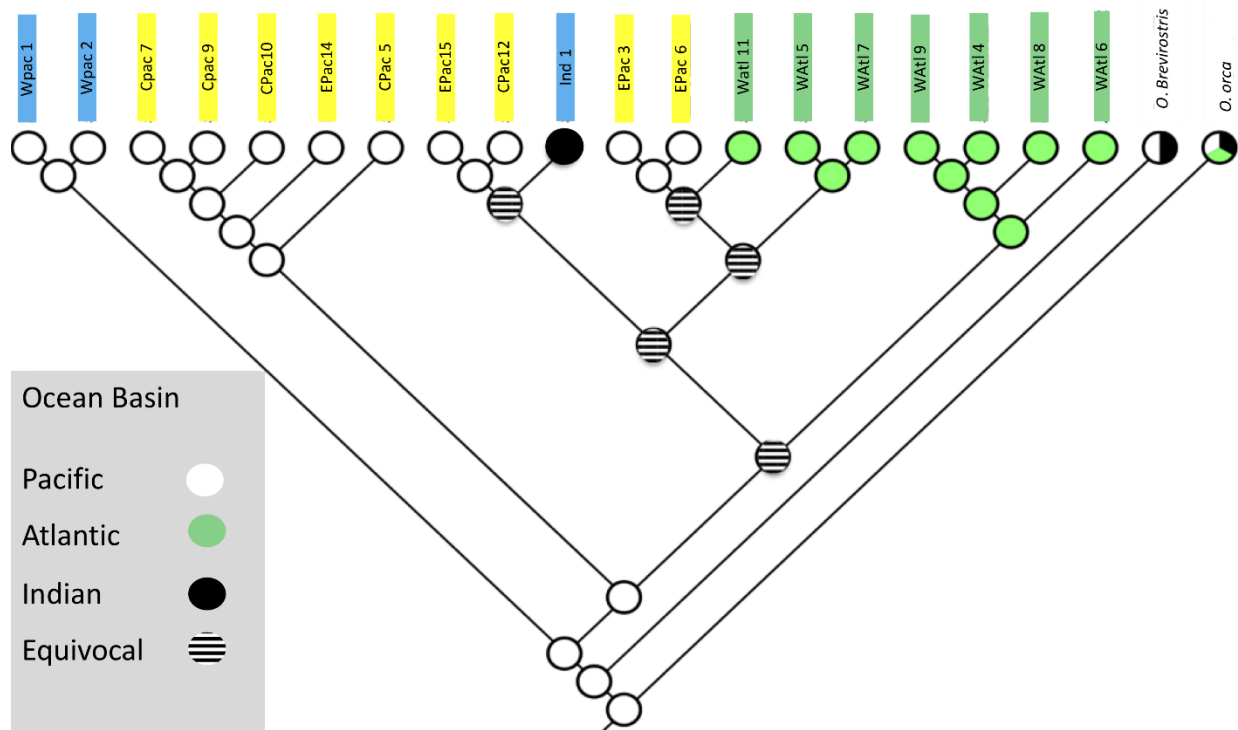 Wpac 1
Wpac 2
Cpac 7
Cpac 9
CPac10
EPac14
CPac 5
EPac15
CPac12
Ind 1
EPac 3
EPac 6
Watl 11
WAtl 5
WAtl 7
WAtl 9
WAtl 4
WAtl 8
WAtl 6
O. Brevirostris
O. orca
Ocean Basin
Pacific
Atlantic
Indian
Equivocal